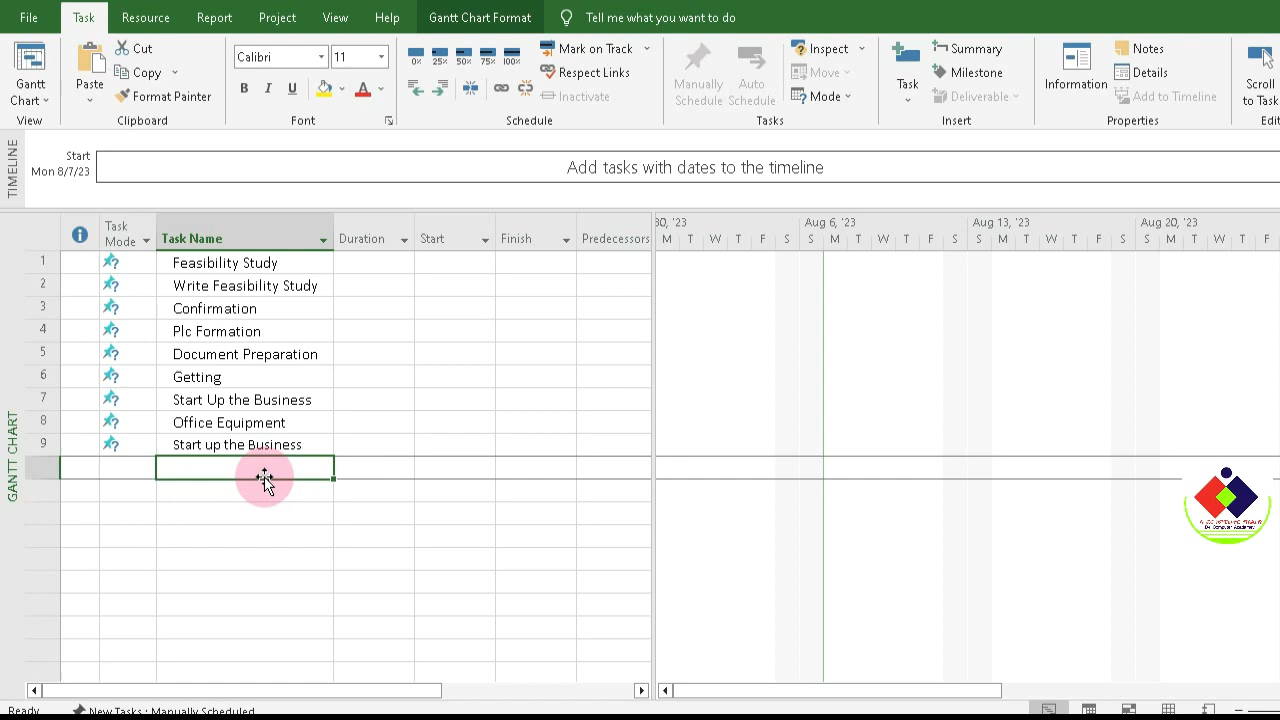 File Task Resource Report Project View Help Gantt Chart Format Tell me what you want to do
Gantt Chart
View
Paste
Cut
Copy
Format Painter
Clipboard
Calibri 11
B I U A
Font
0% 25% 50% 75% 100%
Mark on Track
Respect Links
Inactivate
Schedule
Manually Schedule
Auto Schedule
Inspect
Move
Mode
Tasks
Task
Summary
Milestone
Deliverable
Insert
Information
Notes
Details
Add to Timeline
Properties
Scroll
to Task
Edit
TIMELINE
Start
Mon 8/7/23
Add tasks with dates to the timeline
GANTT CHART
Task Mode Task Name Duration Start Finish Predecessors
30, '23 Aug 6, '23 Aug 13, '23 Aug 20, '23
M T W T F S S M T W T F S S M T W T F S S M T W T F
1 Feasibility Study
2 Write Feasibility Study
3 Confirmation
4 Plc Formation
5 Document Preparation
6 Getting
7 Start Up the Business
8 Office Equipment
9 Start up the Business
De Computer Academy
Ready New Tasks : Manually Scheduled